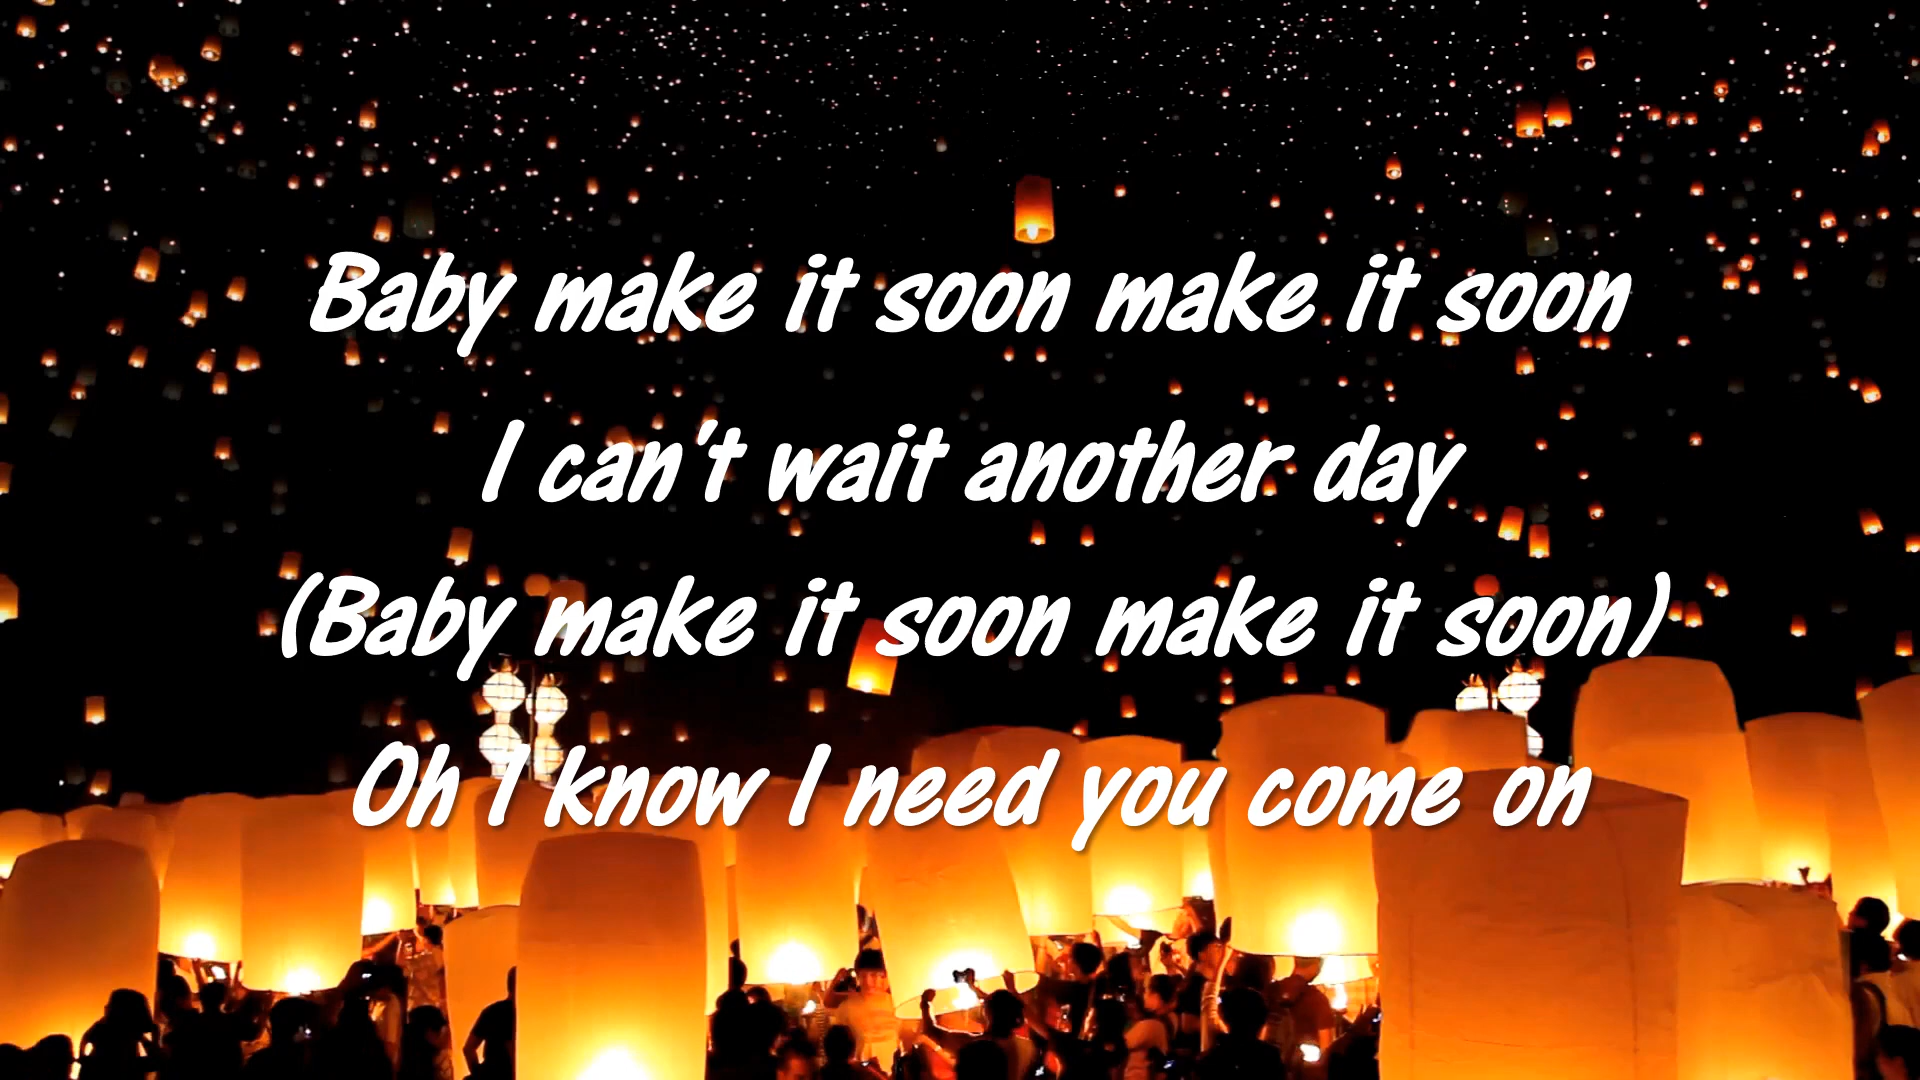 Baby make it soon make it soon
I can't wait another day
(Baby make it soon make it soon)
Oh I know I need you come on